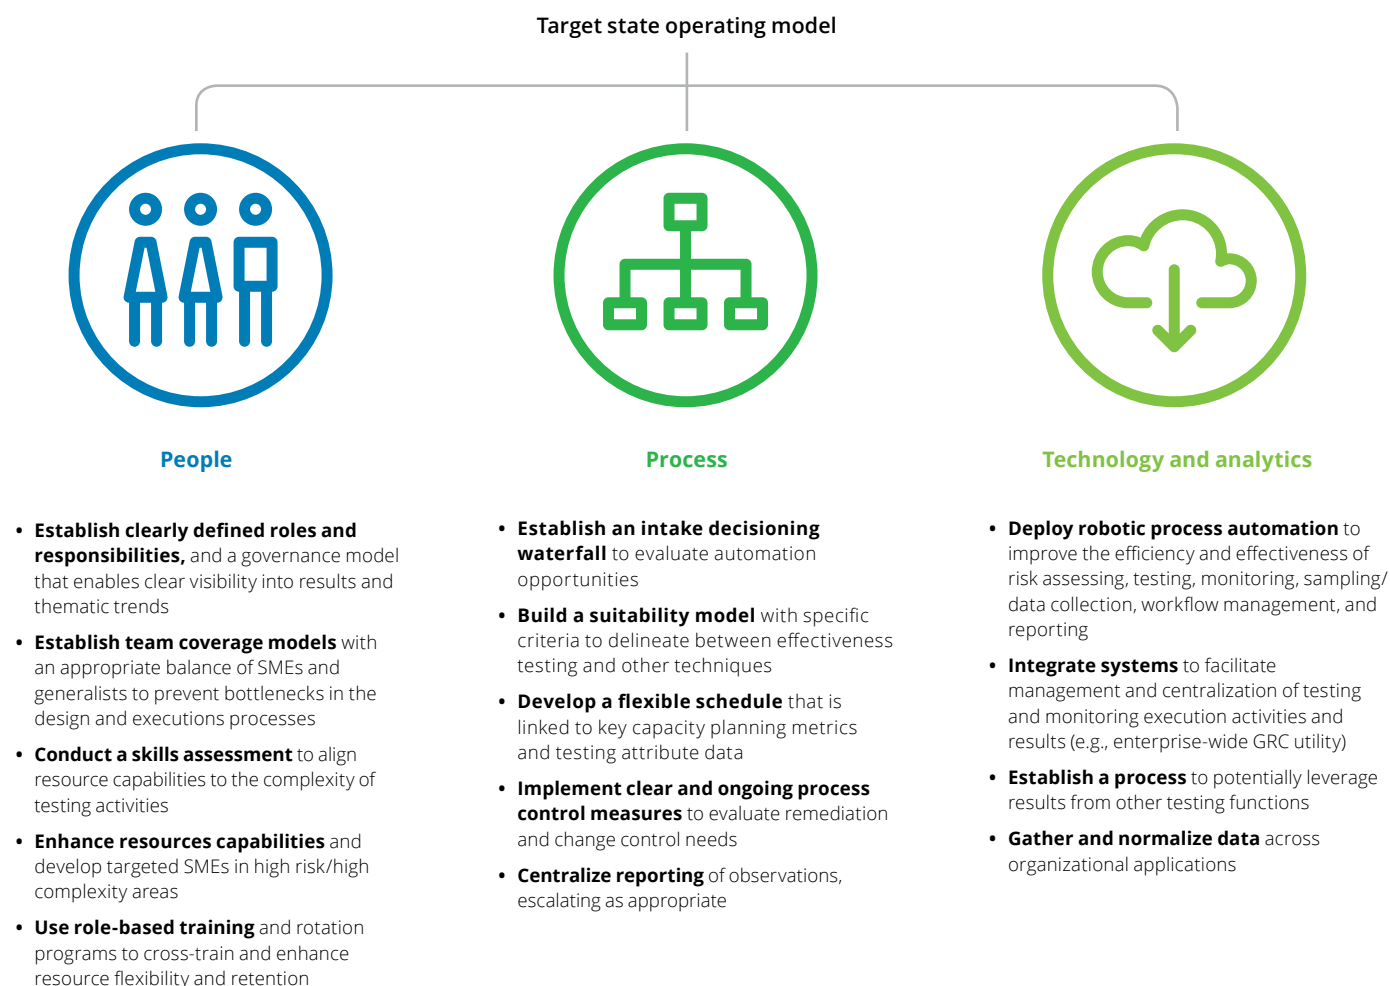 Target state operating model
People
• Establish clearly defined roles and
responsibilities, and a governance model
that enables clear visibility into results and
thematic trends
• Establish team coverage models with
an appropriate balance of SMEs and
generalists to prevent bottlenecks in the
design and executions processes
• Conduct a skills assessment to align
resource capabilities to the complexity of
testing activities
• Enhance resources capabilities and
develop targeted SMEs in high risk/high
complexity areas
• Use role-based training and rotation
programs to cross-train and enhance
resource flexibility and retention
Process
• Establish an intake decisioning
waterfall to evaluate automation
opportunities
• Build a suitability model with specific
criteria to delineate between effectiveness
testing and other techniques
• Develop a flexible schedule that is
linked to key capacity planning metrics
and testing attribute data
• Implement clear and ongoing process
control measures to evaluate remediation
and change control needs
• Centralize reporting of observations,
escalating as appropriate
Technology and analytics
• Deploy robotic process automation to
improve the efficiency and effectiveness of
risk assessing, testing, monitoring, sampling/
data collection, workflow management, and
reporting
• Integrate systems to facilitate
management and centralization of testing
and monitoring execution activities and
results (e.g., enterprise-wide GRC utility)
• Establish a process to potentially leverage
results from other testing functions
• Gather and normalize data across
organizational applications